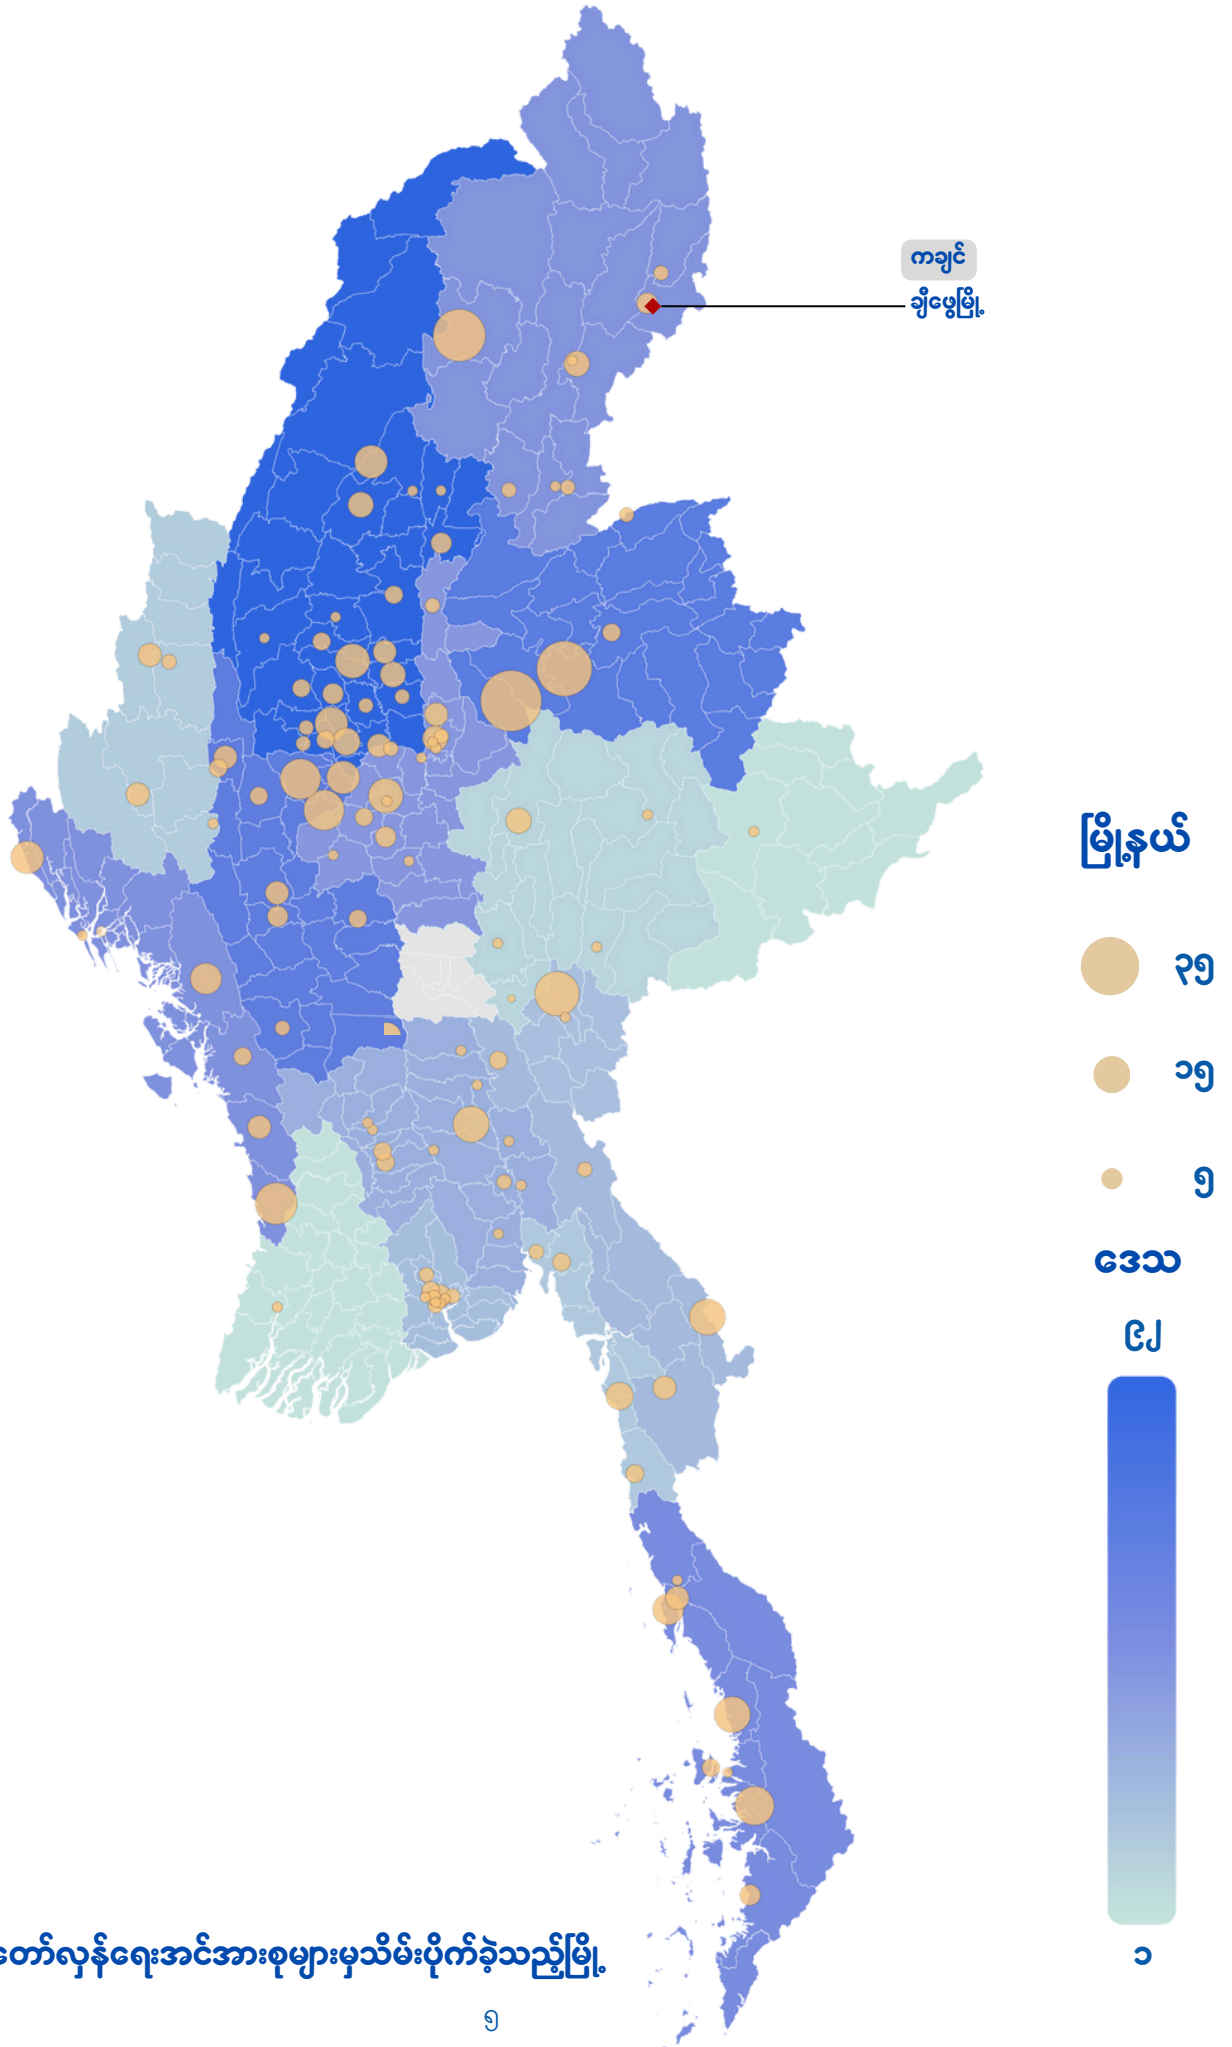 ကချင်
ချီဖွေမြို့
မြို့နယ်
၃၅
၁၅
၅
ဒေသ
၉၂
၁
တော်လှန်ရေးအင်အားစုများမှသိမ်းပိုက်ခဲ့သည့်မြို့
၅